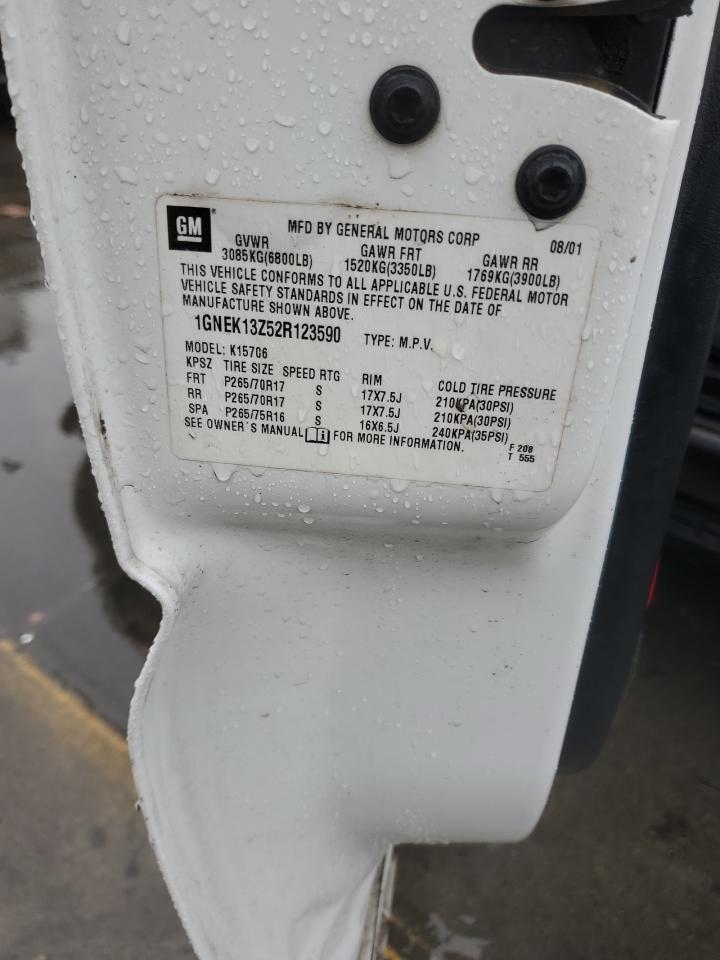 GM ® MFD BY GENERAL MOTORS CORP 08/01
GVWR GAWR FRT GAWR RR
3085KG(6800LB) 1520KG(3350LB) 1769KG(3900LB)
THIS VEHICLE CONFORMS TO ALL APPLICABLE U.S. FEDERAL MOTOR
VEHICLE SAFETY STANDARDS IN EFFECT ON THE DATE OF
MANUFACTURE SHOWN ABOVE.
1GNEK13Z52R123590 TYPE: M.P.V.
MODEL: K15706
KPSZ TIRE SIZE SPEED RTG RIM COLD TIRE PRESSURE
FRT P265/70R17 S 17X7.5J 210KPA(30PSI)
RR P265/70R17 S 17X7.5J 210KPA(30PSI)
SPA P265/75R16 S 16X6.5J 240KPA(35PSI)
SEE OWNER'S MANUAL FOR MORE INFORMATION. F 208
T 555